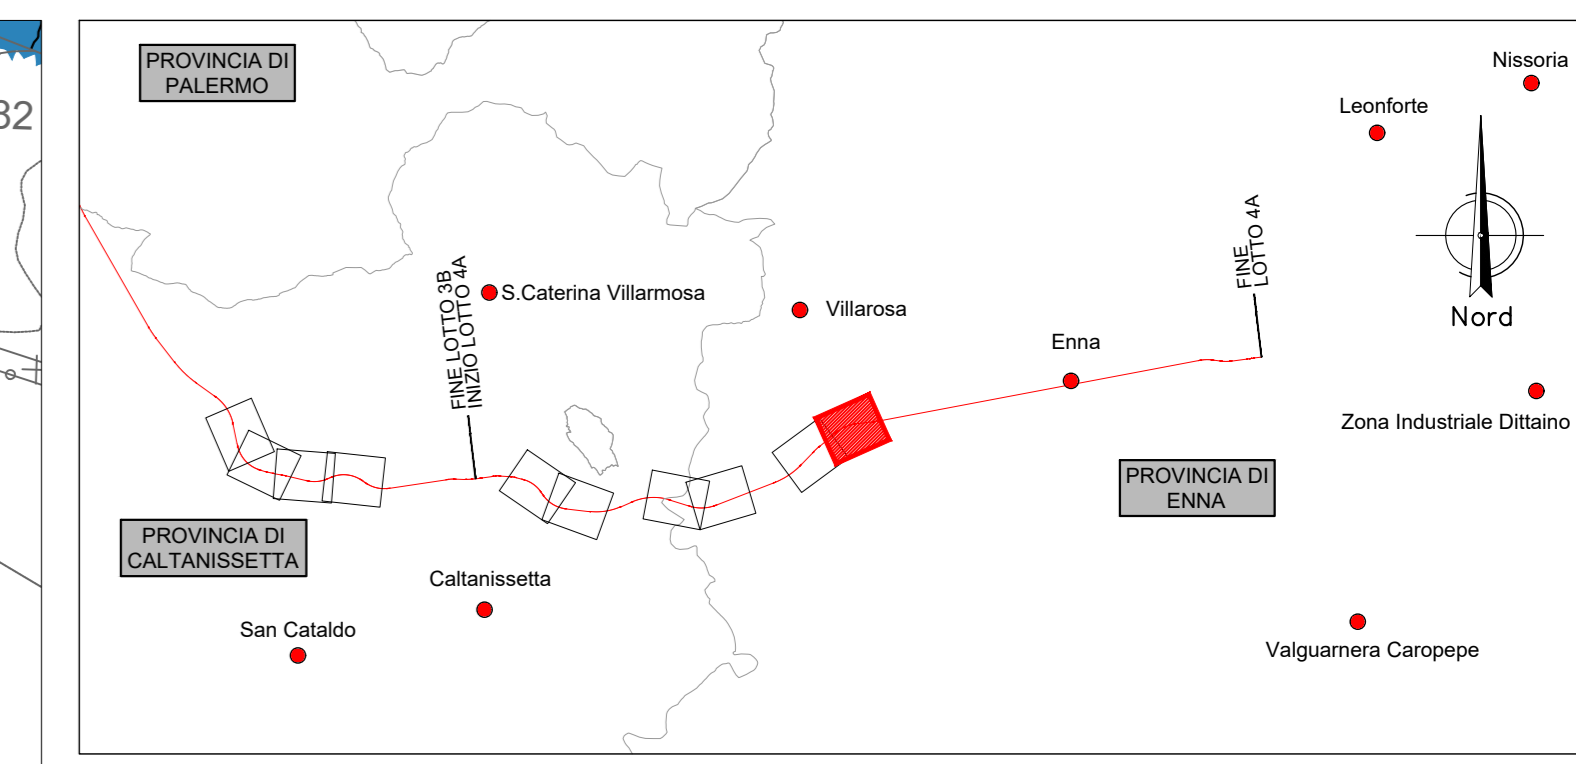 32
PROVINCIA DI
PALERMO
Nissoria
Leonforte
FINE
LOTTO 4A
Nord
FINE LOTTO 3B
INIZIO LOTTO 4A
S.Caterina Villarmosa
Villarosa
Enna
Zona Industriale Dittaino
PROVINCIA DI
ENNA
PROVINCIA DI
CALTANISSETTA
Caltanissetta
San Cataldo
Valguarnera Caropepe